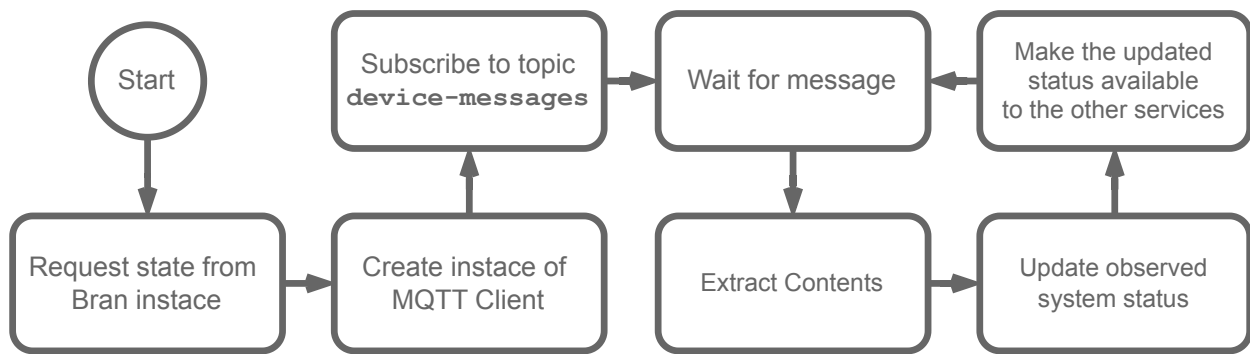 Start
Request state from
Bran instace
Create instace of
MQTT Client
Subscribe to topic
device-messages
Wait for message
Extract Contents
Update observed
system status
Make the updated
status available
to the other services